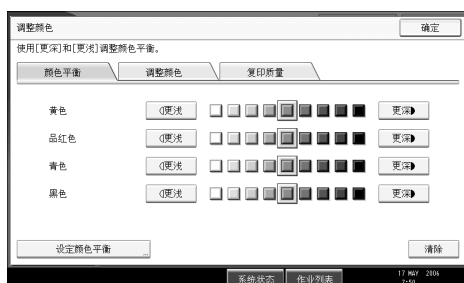 调整颜色 确定
使用[更深]和[更浅]调整颜色平衡。
颜色平衡 调整颜色 复印质量
黄色 更浅 更深
品红色 更浅 更深
青色 更浅 更深
黑色 更浅 更深
设定颜色平衡 清除
系统状态 作业列表 17 MAY 2006